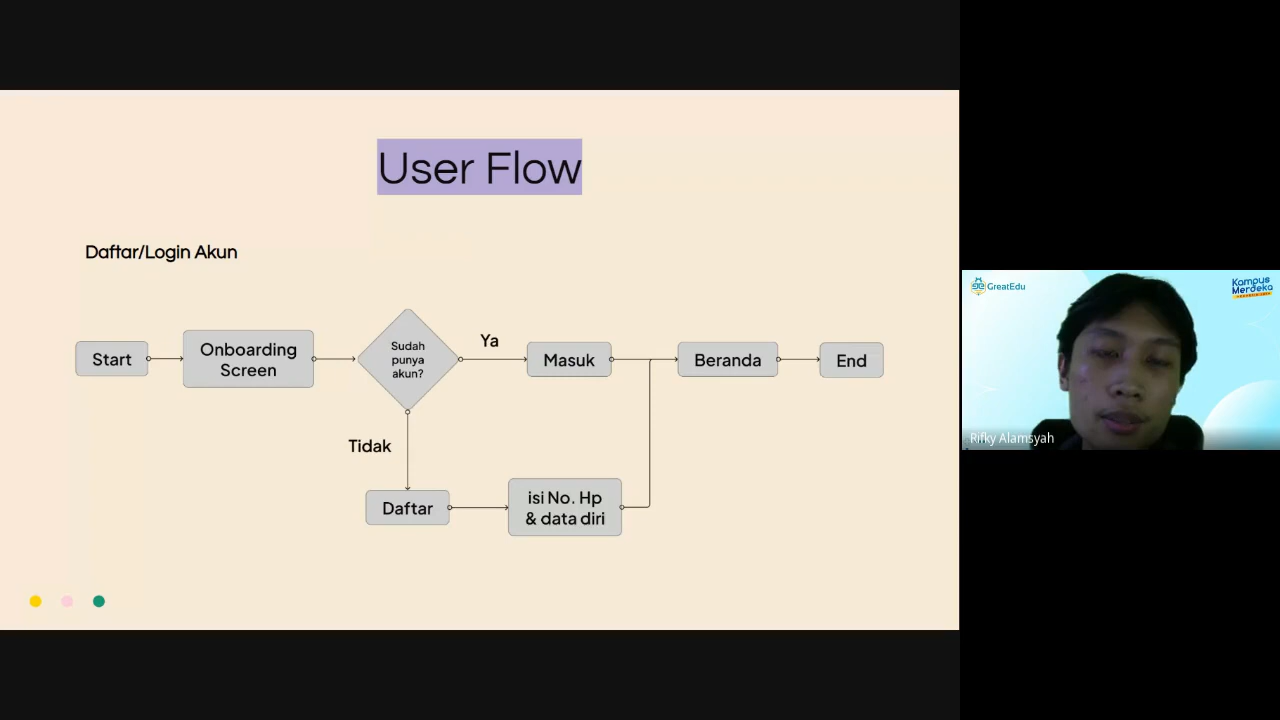 User Flow
Daftar/Login Akun
Start
Onboarding
Screen
Sudah
punya
akun?
Ya
Masuk
Beranda
End
Tidak
Daftar
isi No. Hp
& data diri
GreatEdu
Kampus
Merdeka
Rifky Alamsyah